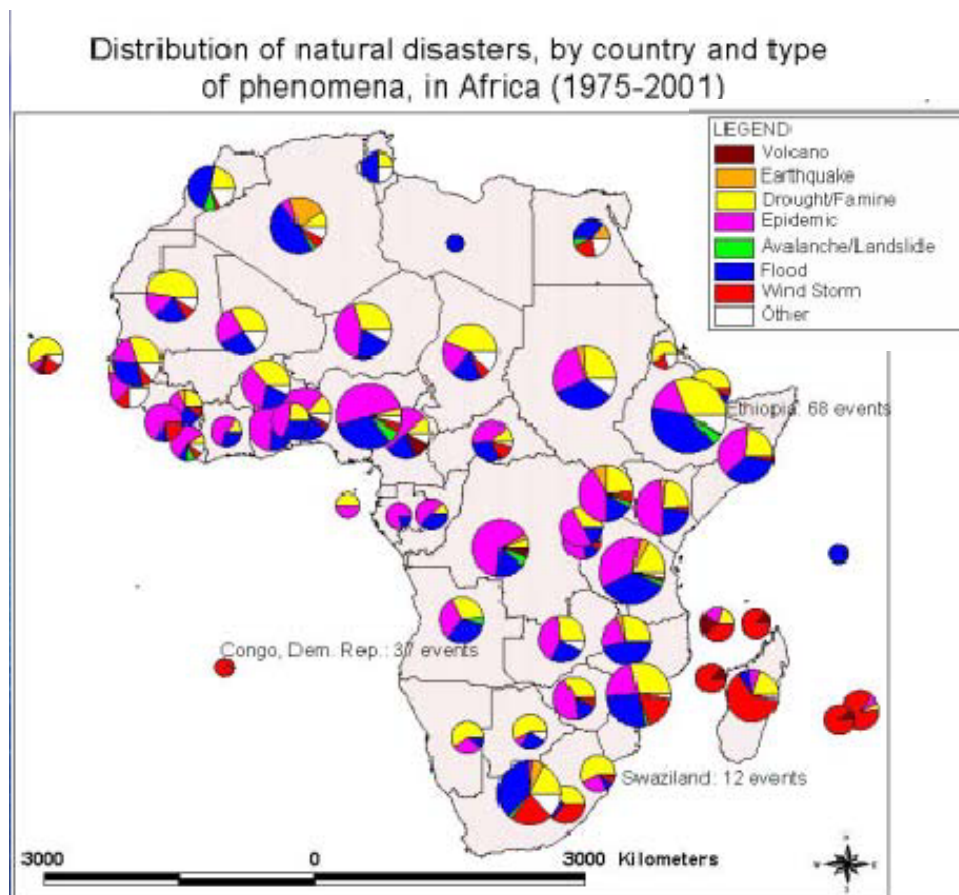 Distribution of natural disasters, by country and type
of phenomena, in Africa (1975-2001)
LEGEND
Volcano
Earthquake
Drought/Famine
Epidemic
Avalanche/Landslide
Flood
Wind Storm
Other
Ethiopia: 68 events
Congo, Dem. Rep.: 37 events
Swaziland: 12 events
3000 0 3000 Kilometers